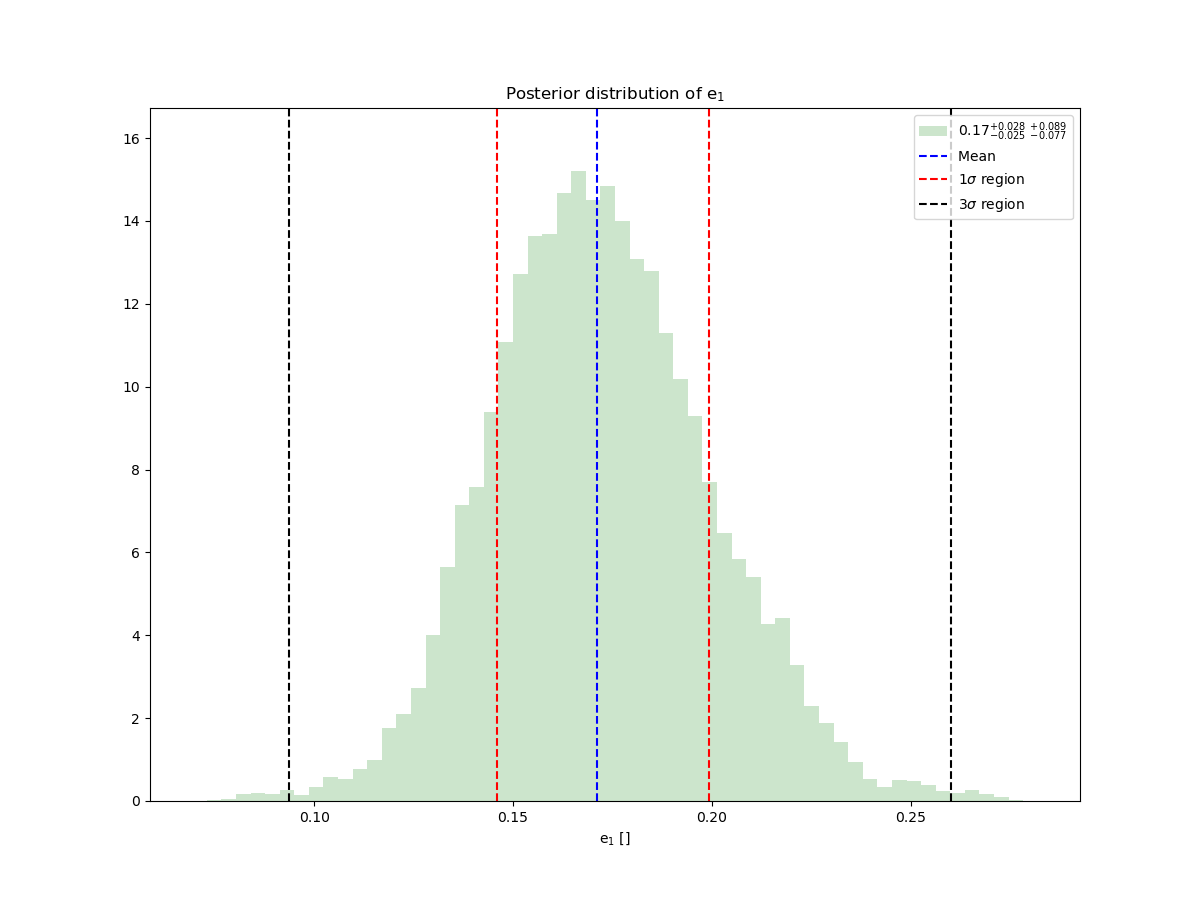 Posterior distribution of e₁
0.17 +0.028 +0.089
−0.025 −0.077
Mean
1σ region
3σ region
16
14
12
10
8
6
4
2
0
0.10 0.15 0.20 0.25
e₁ []